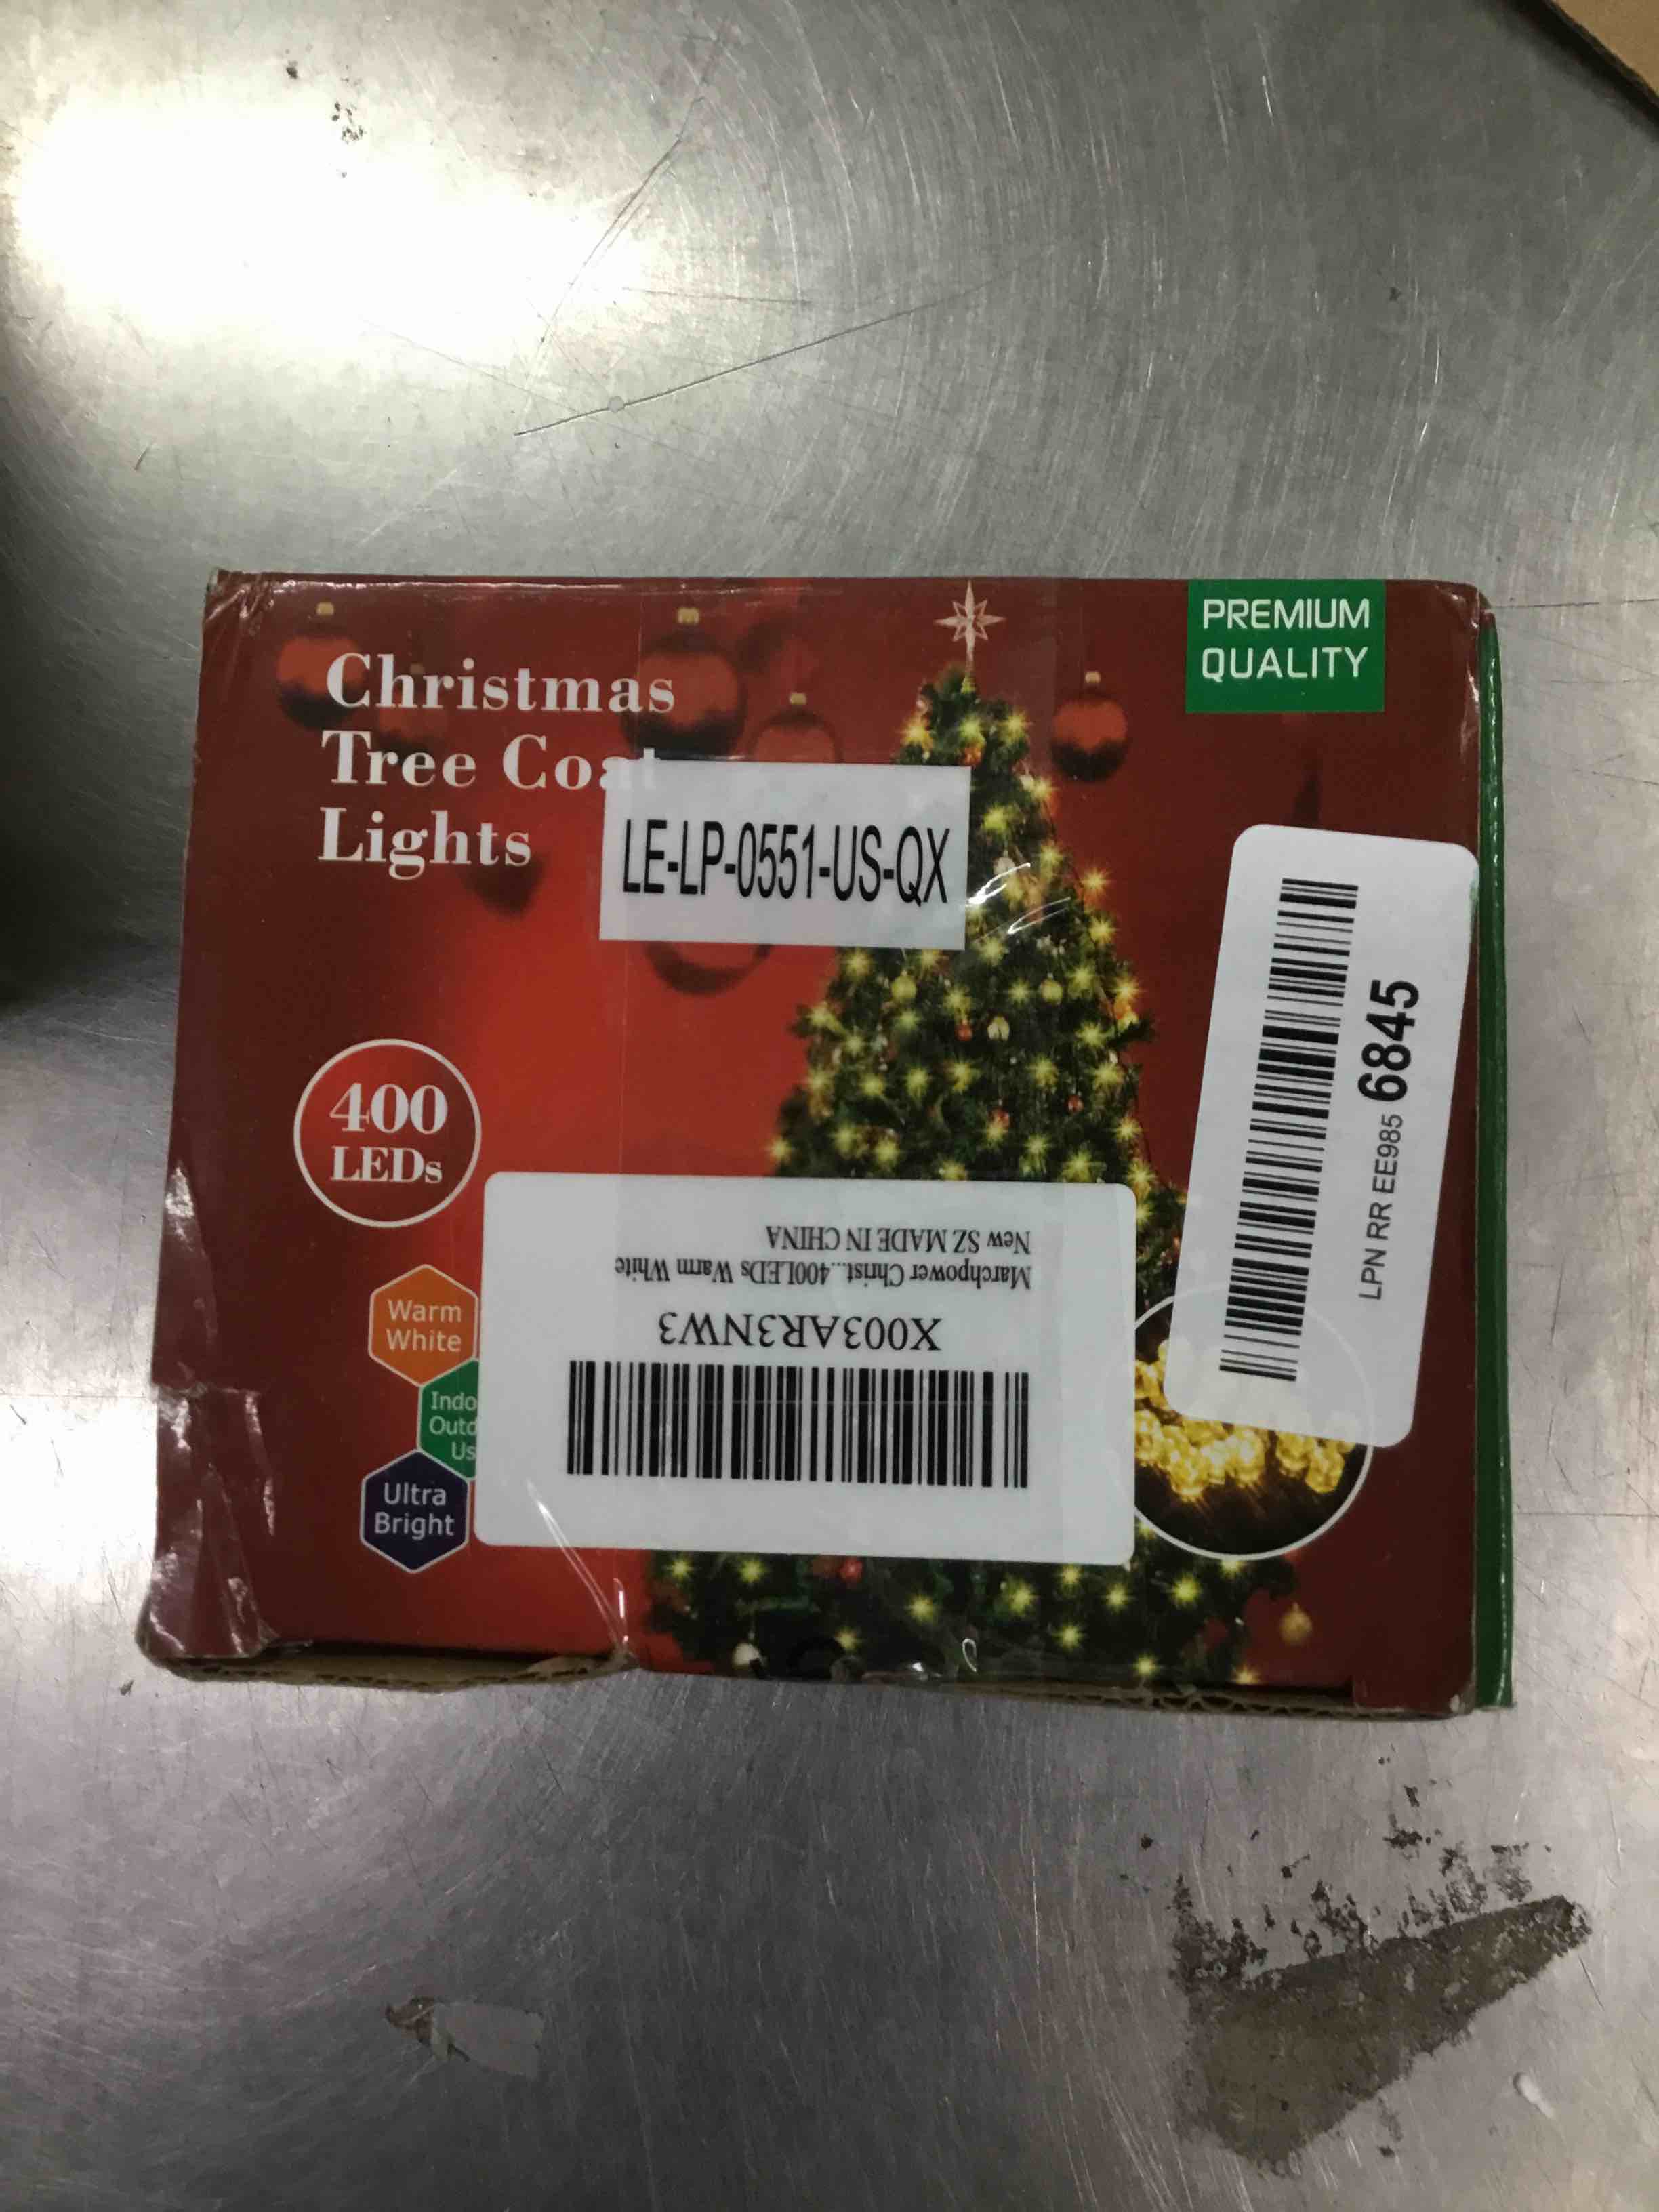 PREMIUM
QUALITY
Christmas
Tree Coat
Lights
LE-LP-0551-US-QX
400
LEDs
Warm
White
Indo
Outd
Us
Ultra
Bright
X003AR3NW3
Marchpower Christ...400LEDs Warm White
New SZ MADE IN CHINA
LPN RR EE985 6845